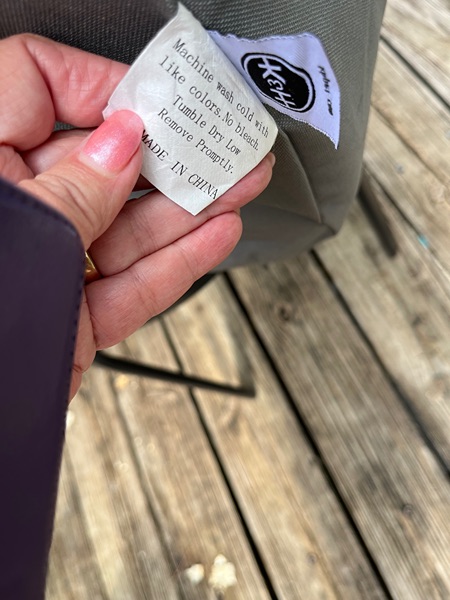 Machine wash cold with
like colors.No bleach.
Tumble Dry Low
Remove Promptly.
MADE IN CHINA
K&H